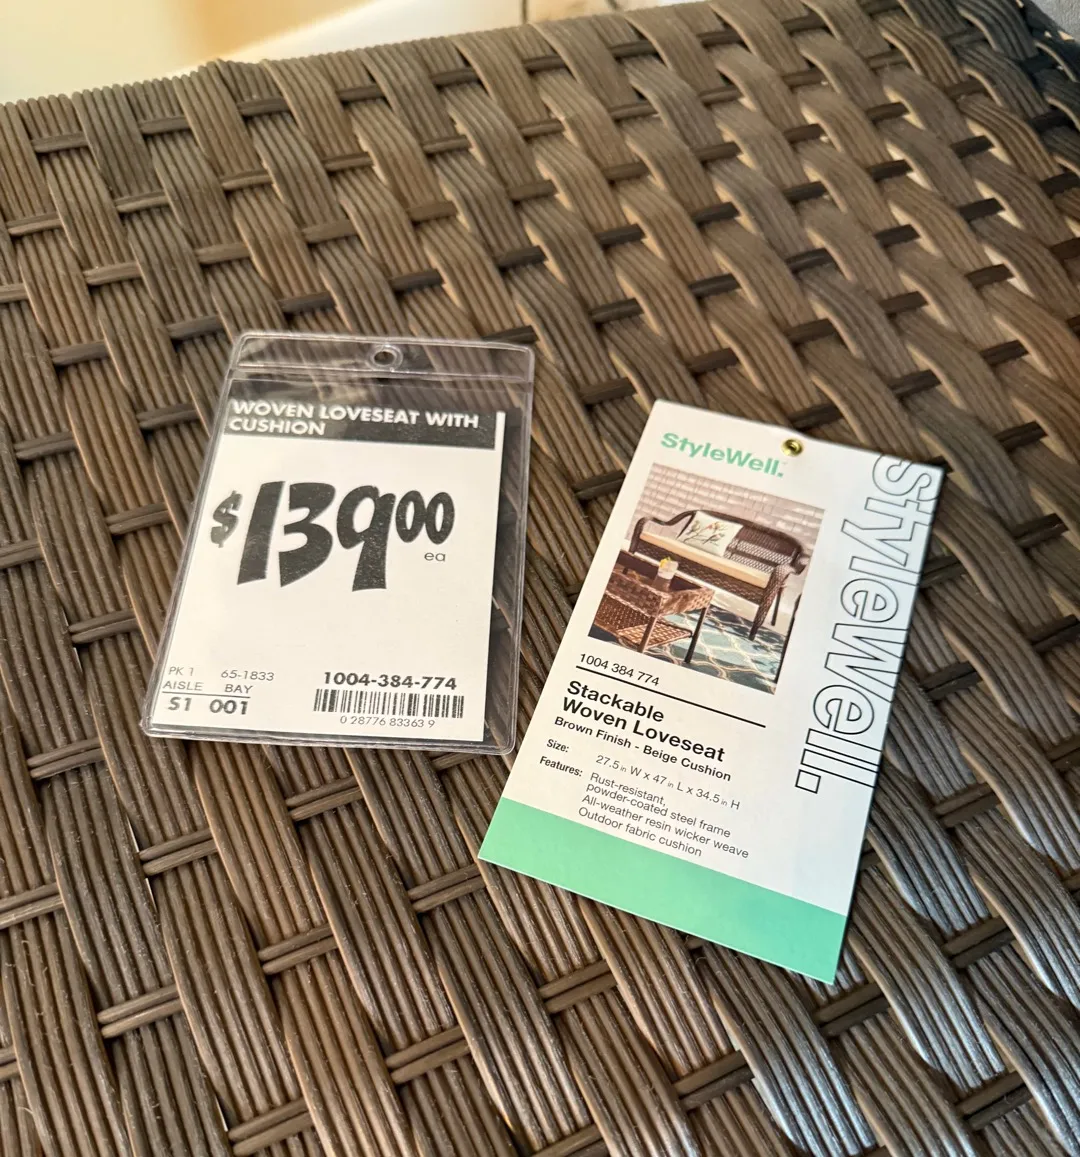 WOVEN LOVESEAT WITH
CUSHION
$139.00
ea
PK 1 65-1833
AISLE BAY
S1 001
1004-384-774
0 28776 83363 9
StyleWell.™
stylewell.
1004 384 774
Stackable
Woven Loveseat
Brown Finish - Beige Cushion
Size: 27.5 in W x 47 in L x 34.5 in H
Features: Rust-resistant,
powder-coated steel frame
All-weather resin wicker weave
Outdoor fabric cushion